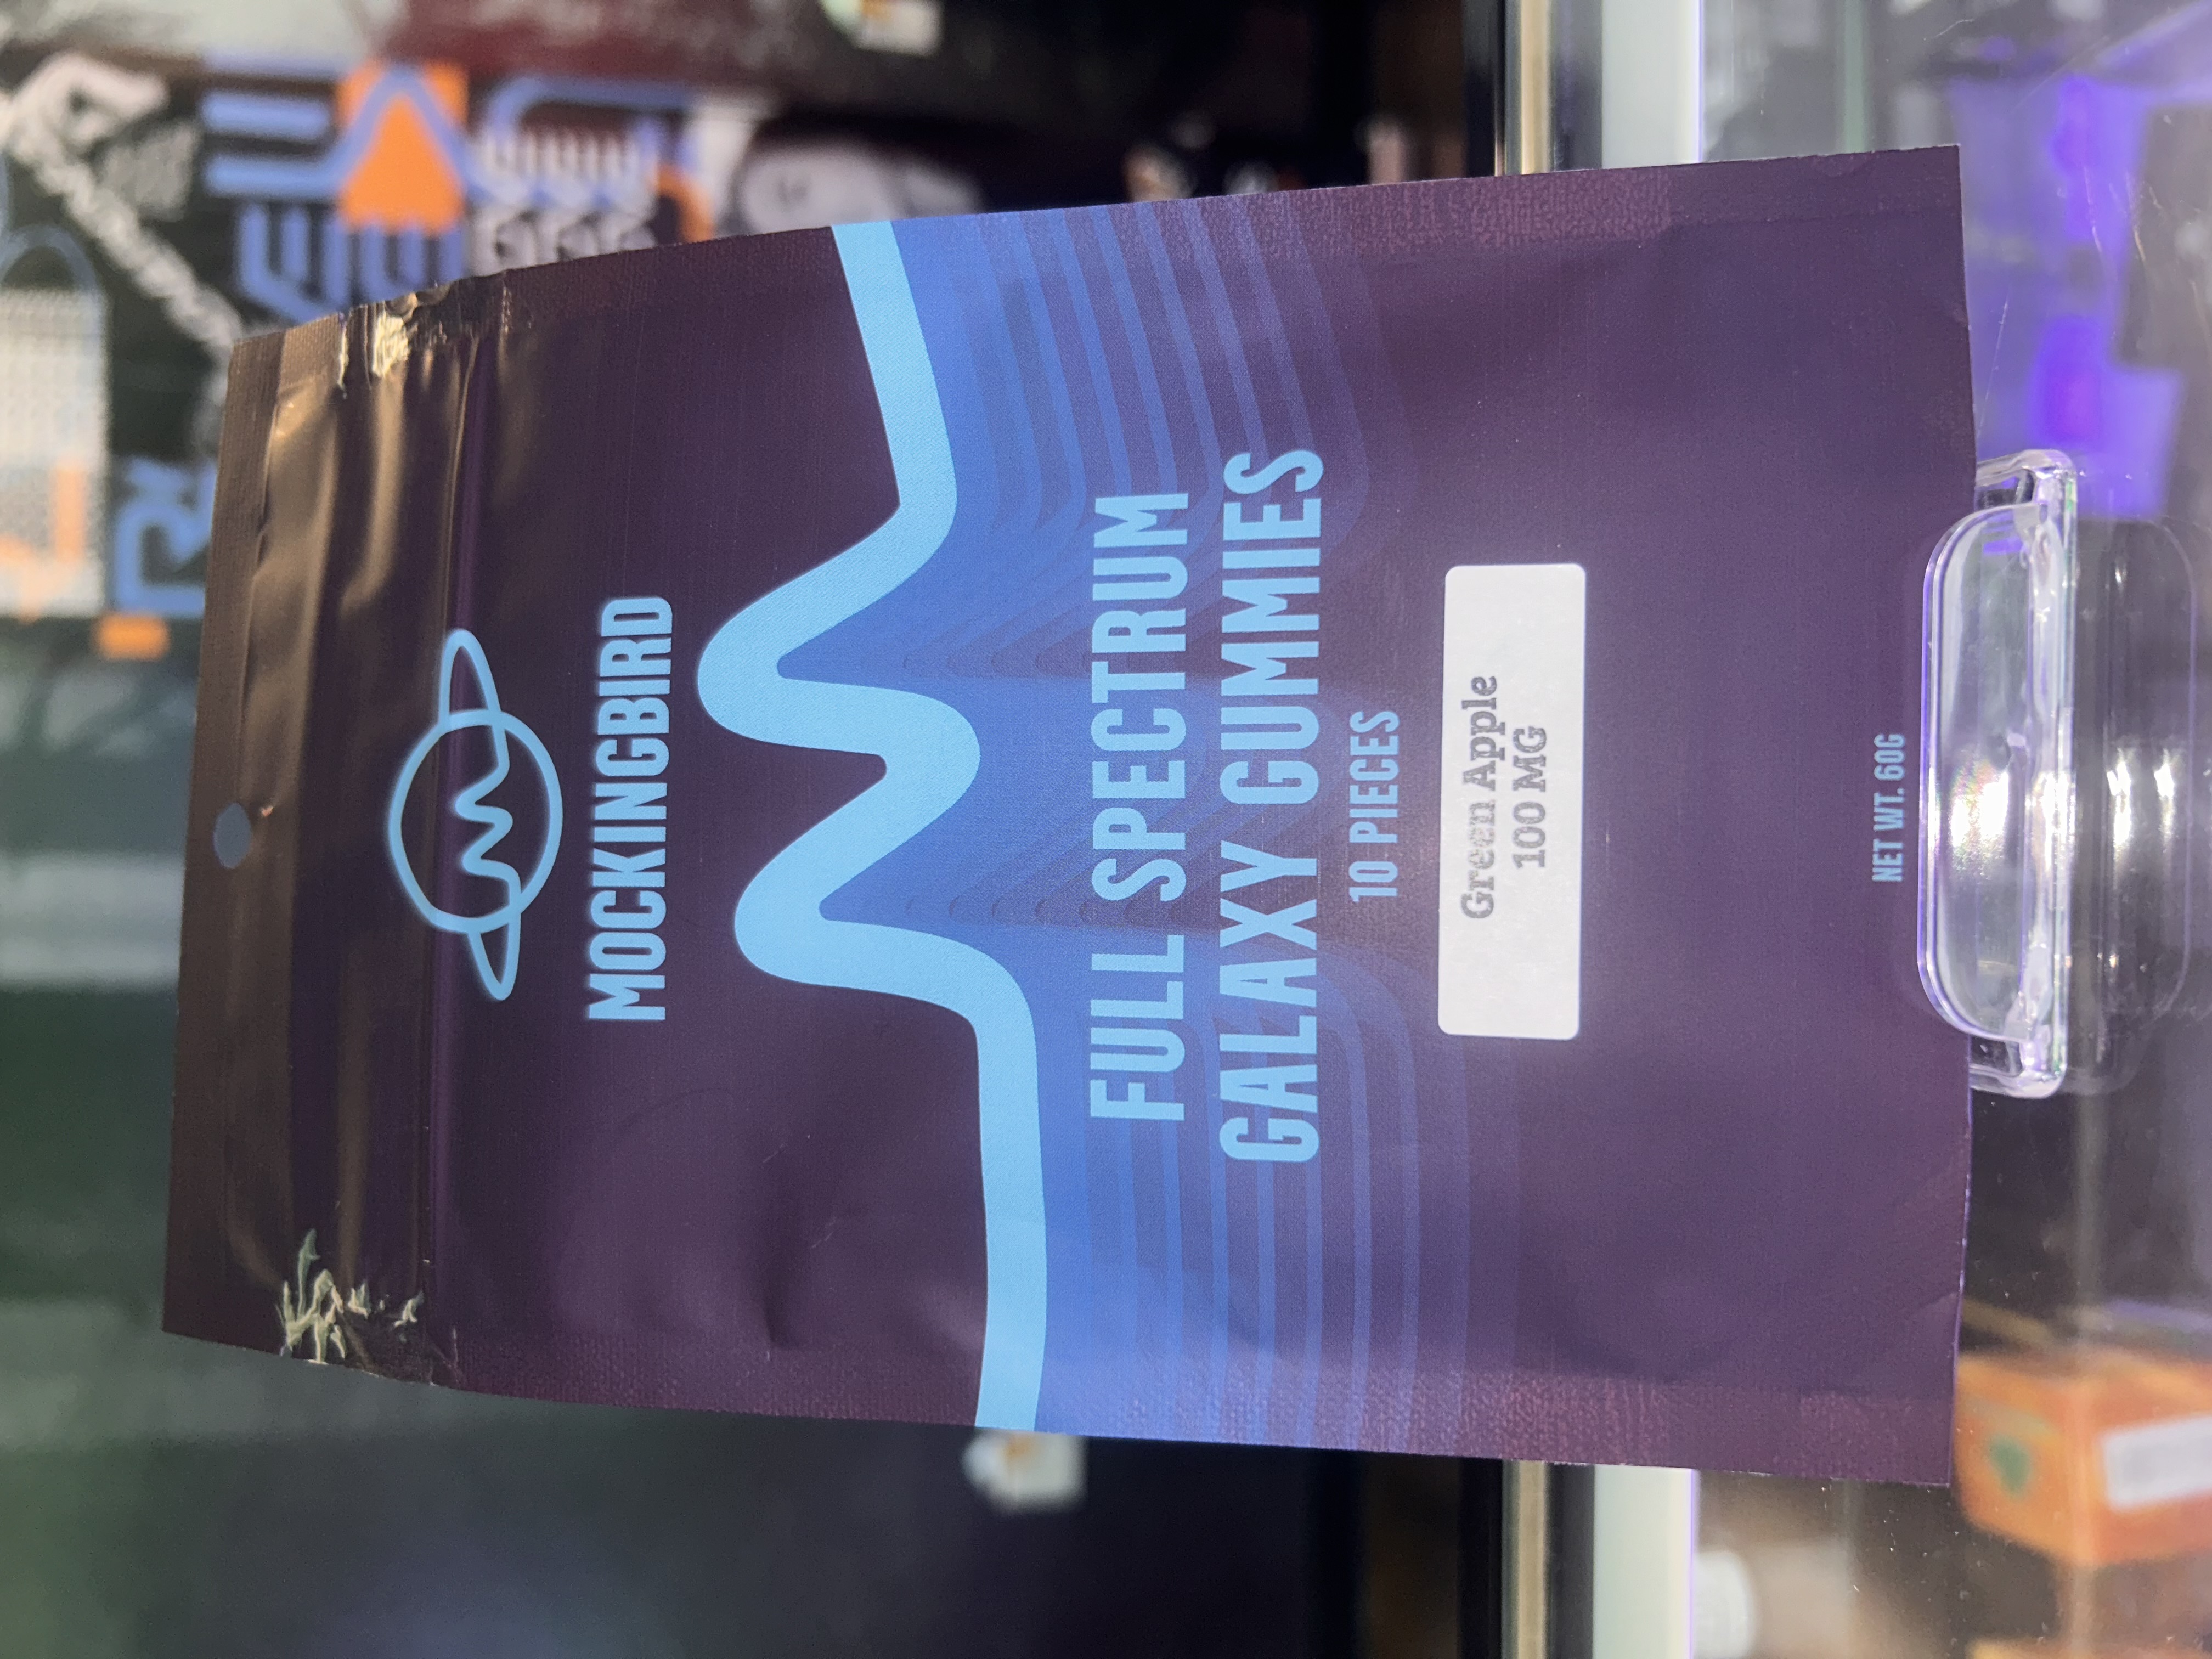 MOCKINGBIRD
FULL SPECTRUM
GALAXY GUMMIES
10 PIECES
Green Apple
100 MG
NET WT. 60G